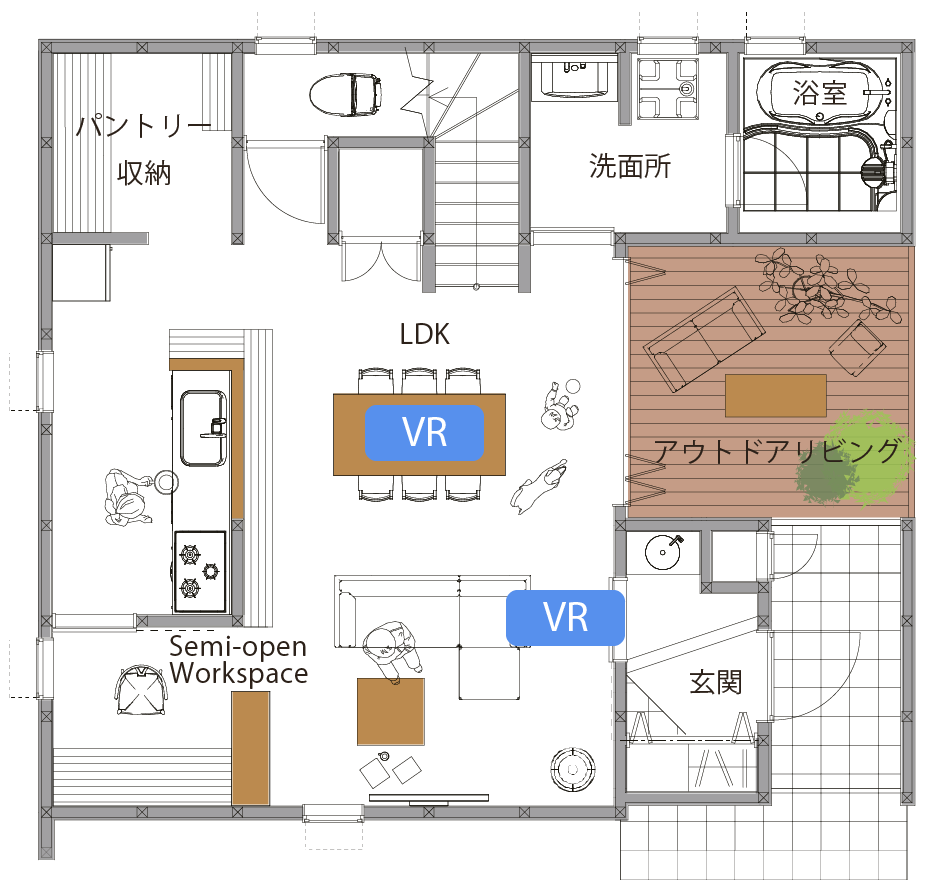 浴室
パントリー
収納
洗面所
LDK
VR
アウトドアリビング
VR
Semi-open
Workspace
玄関